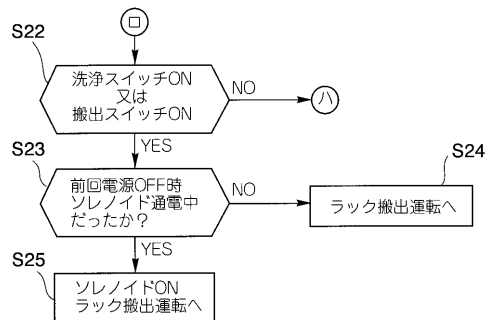 ロ
S22
洗浄スイッチON
又は
搬出スイッチON
NO
ハ
YES
S23
前回電源OFF時
ソレノイド通電中
だったか?
NO
S24
ラック搬出運転へ
YES
S25
ソレノイドON
ラック搬出運転へ